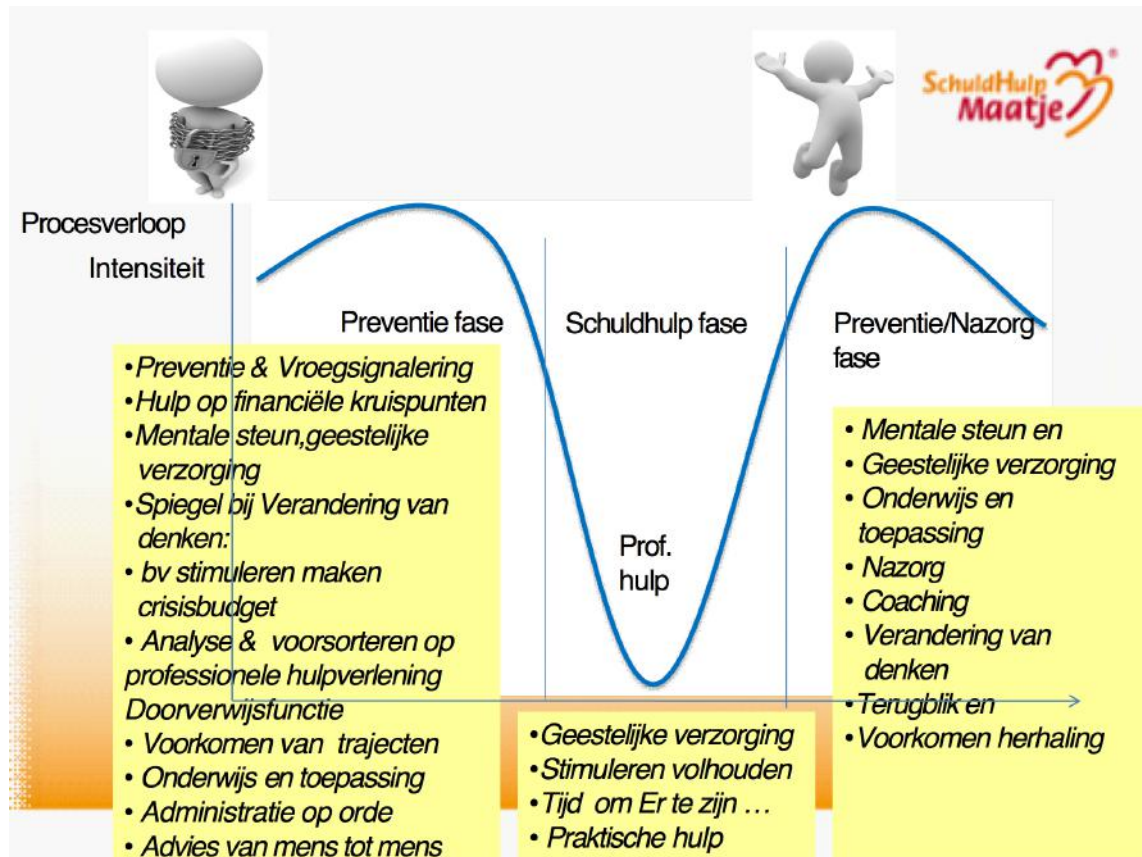 SchuldHulp
Maatje®
Procesverloop
Intensiteit
Preventie fase
Schuldhulp fase
Preventie/Nazorg
fase
•Preventie & Vroegsignalering
•Hulp op financiële kruispunten
•Mentale steun,geestelijke
verzorging
•Spiegel bij Verandering van
denken:
• bv stimuleren maken
crisisbudget
• Analyse & voorsorteren op
professionele hulpverlening
Doorverwijsfunctie
• Voorkomen van trajecten
• Onderwijs en toepassing
• Administratie op orde
• Advies van mens tot mens
Prof.
hulp
•Geestelijke verzorging
•Stimuleren volhouden
•Tijd om Er te zijn …
• Praktische hulp
• Mentale steun en
• Geestelijke verzorging
• Onderwijs en
toepassing
• Nazorg
• Coaching
• Verandering van
denken
•Terugblik en
•Voorkomen herhaling